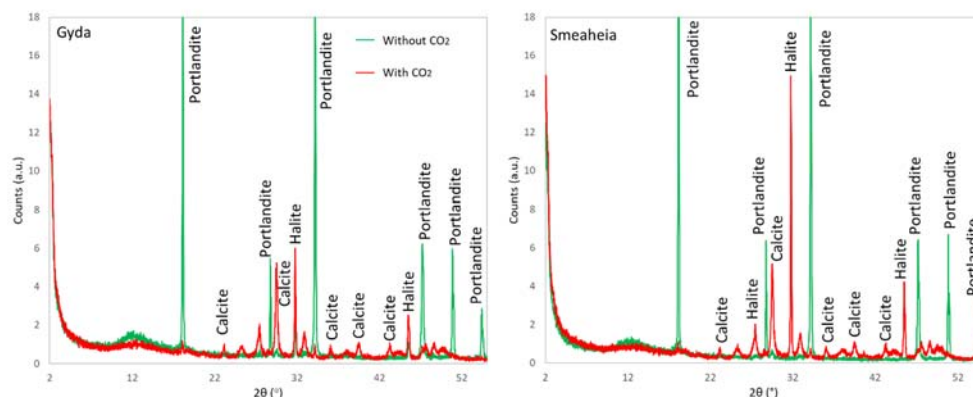 Gyda
Without CO₂
With CO₂
Counts (a.u.)
18
16
14
12
10
8
6
4
2
0
Portlandite
Portlandite
Portlandite
Halite
Calcite
Calcite
Calcite
Calcite
Calcite
Halite
Portlandite
Portlandite
Portlandite
2
12
22
32
42
52
2θ (°)
Smeaheia
Counts (a.u.)
18
16
14
12
10
8
6
4
2
0
Portlandite
Halite
Portlandite
Portlandite
Calcite
Calcite
Halite
Calcite
Calcite
Calcite
Halite
Portlandite
Portlandite
Portlandite
2
12
22
32
42
52
2θ (°)